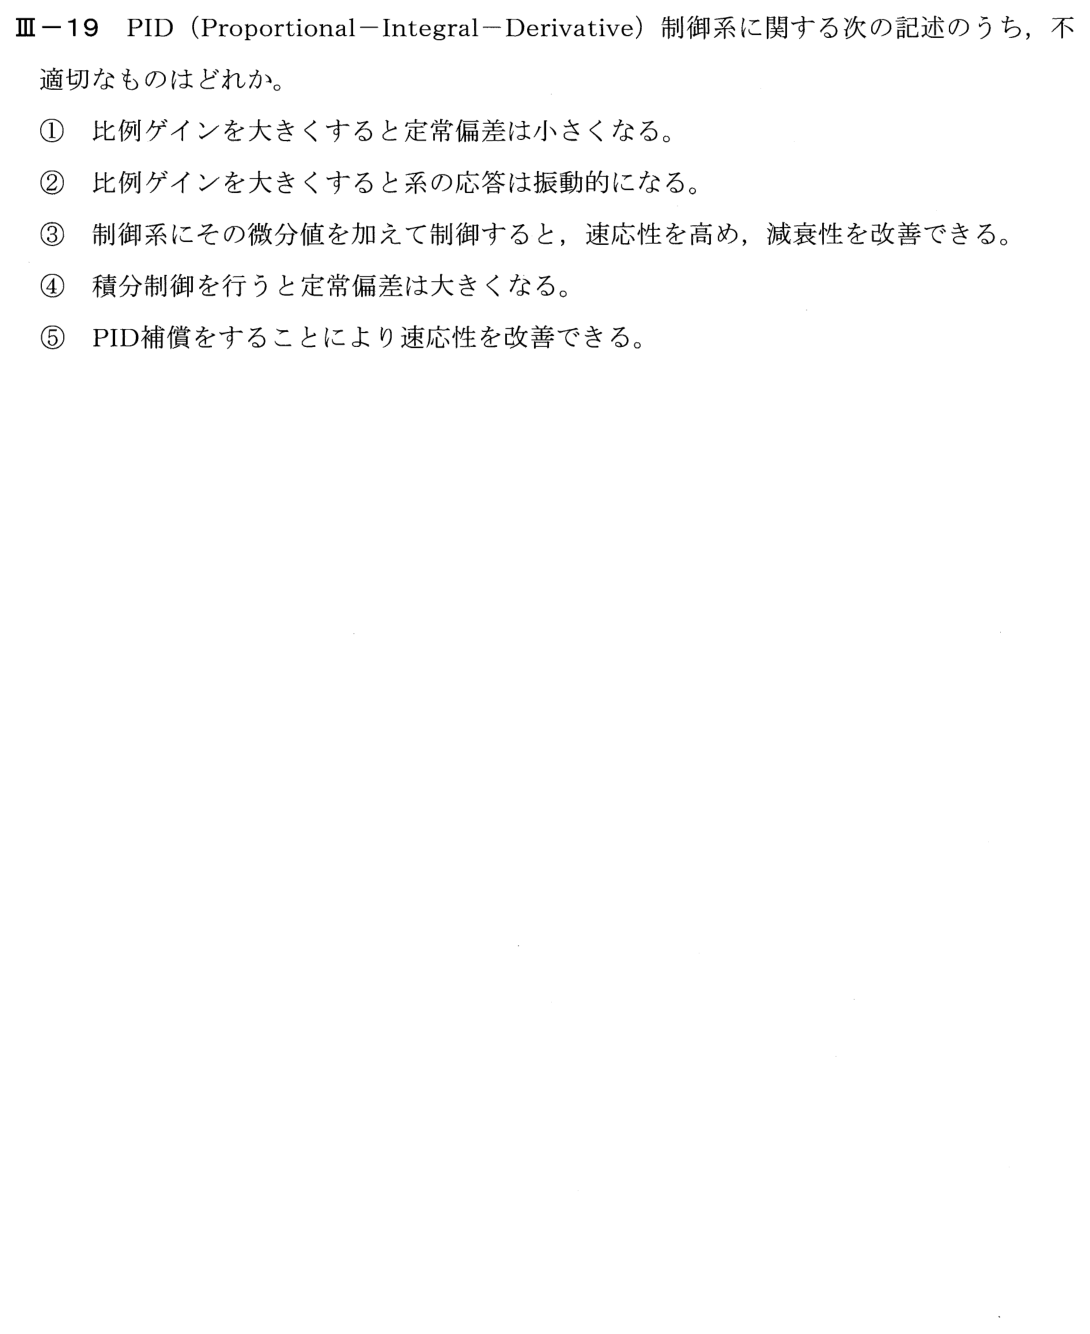 Ⅲ－19　PID（Proportional－Integral－Derivative）制御系に関する次の記述のうち，不
適切なものはどれか。
①　比例ゲインを大きくすると定常偏差は小さくなる。
②　比例ゲインを大きくすると系の応答は振動的になる。
③　制御系にその微分値を加えて制御すると，速応性を高め，減衰性を改善できる。
④　積分制御を行うと定常偏差は大きくなる。
⑤　PID補償をすることにより速応性を改善できる。